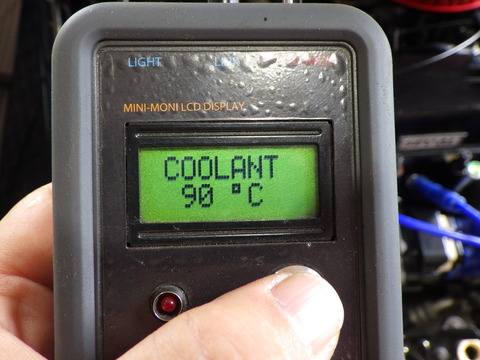 LIGHT
MINI-MONI LCD DISPLAY
COOLANT
90 °C